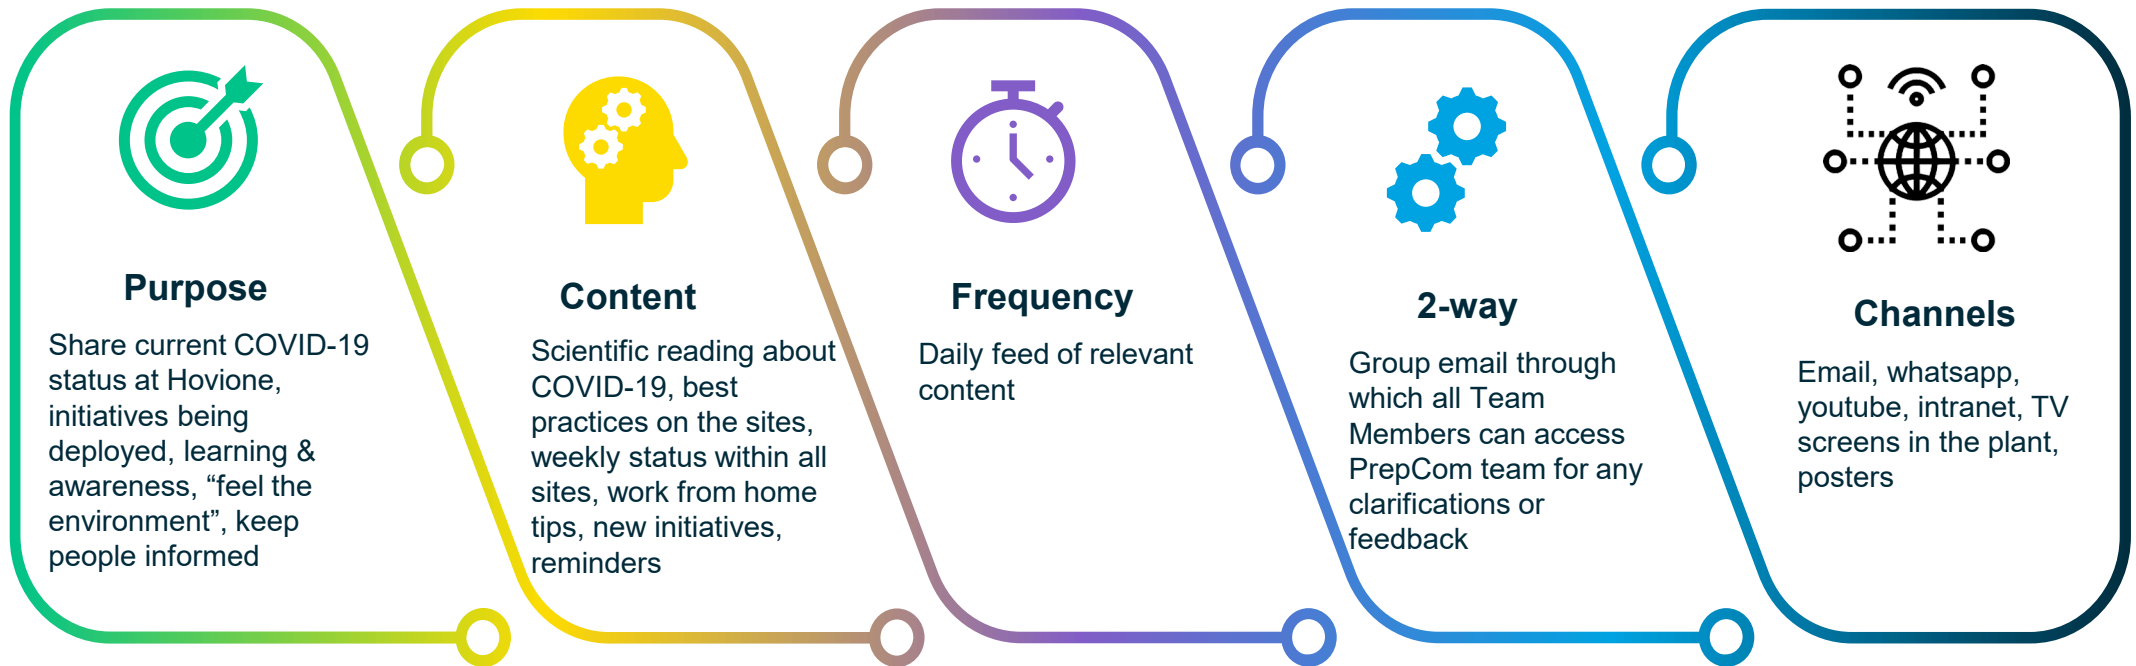 Purpose
Share current COVID-19
status at Hovione,
initiatives being
deployed, learning &
awareness, “feel the
environment”, keep
people informed
Content
Scientific reading about
COVID-19, best
practices on the sites,
weekly status within all
sites, work from home
tips, new initiatives,
reminders
Frequency
Daily feed of relevant
content
2-way
Group email through
which all Team
Members can access
PrepCom team for any
clarifications or
feedback
Channels
Email, whatsapp,
youtube, intranet, TV
screens in the plant,
posters